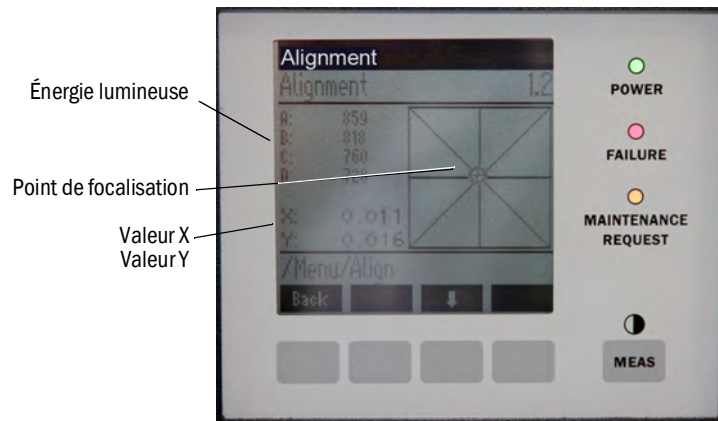 Alignment
Alignment 1.2
A: 859
B: 818
C: 760
D:
X: 0.011
Y: 0.016
/Menu/Align
Back
Énergie lumineuse
Point de focalisation
Valeur X
Valeur Y
POWER
FAILURE
MAINTENANCE
REQUEST
MEAS